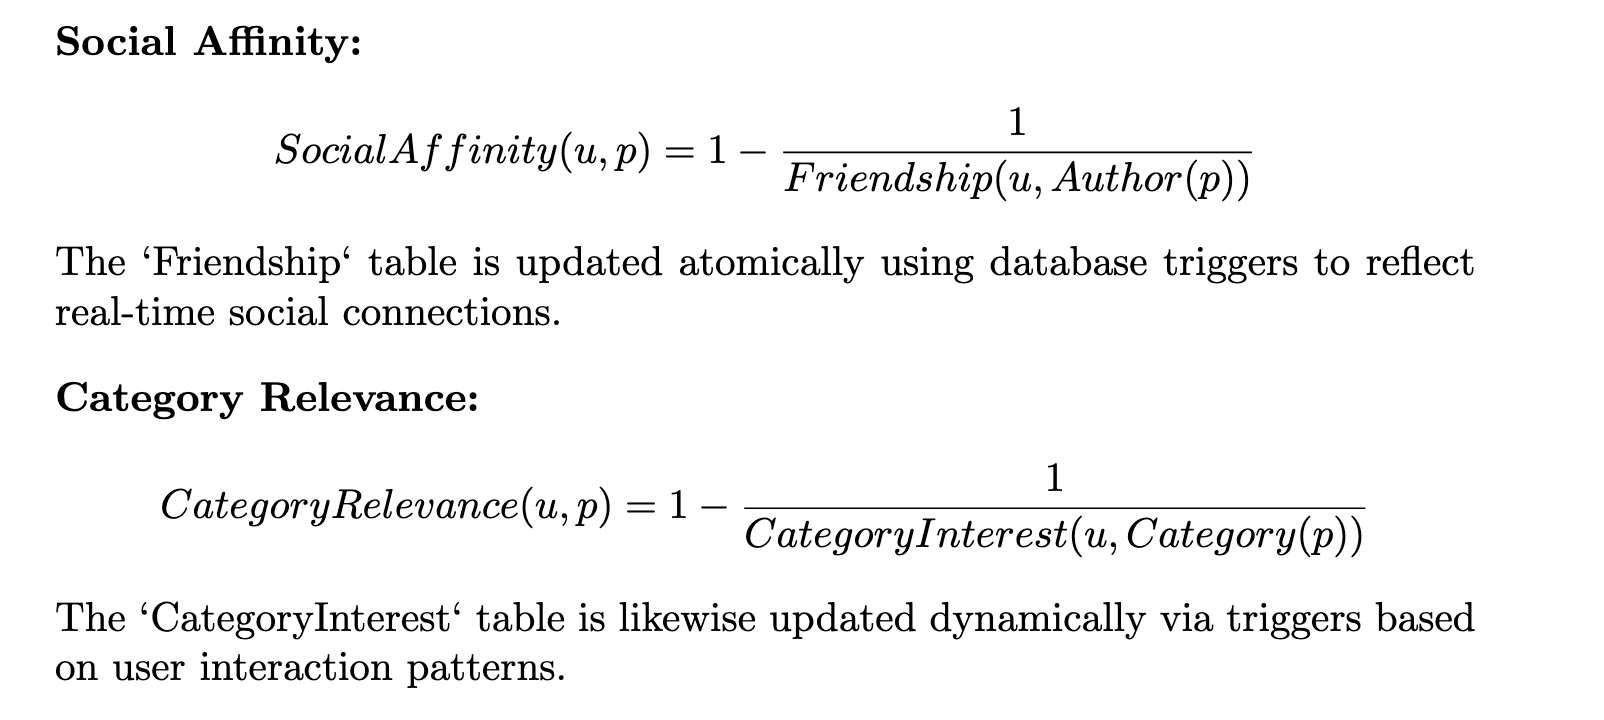 Social Affinity:
SocialAffinity(u, p) = 1 − 1 / Friendship(u, Author(p))
The ‘Friendship‘ table is updated atomically using database triggers to reflect
real-time social connections.
Category Relevance:
CategoryRelevance(u, p) = 1 − 1 / CategoryInterest(u, Category(p))
The ‘CategoryInterest‘ table is likewise updated dynamically via triggers based
on user interaction patterns.